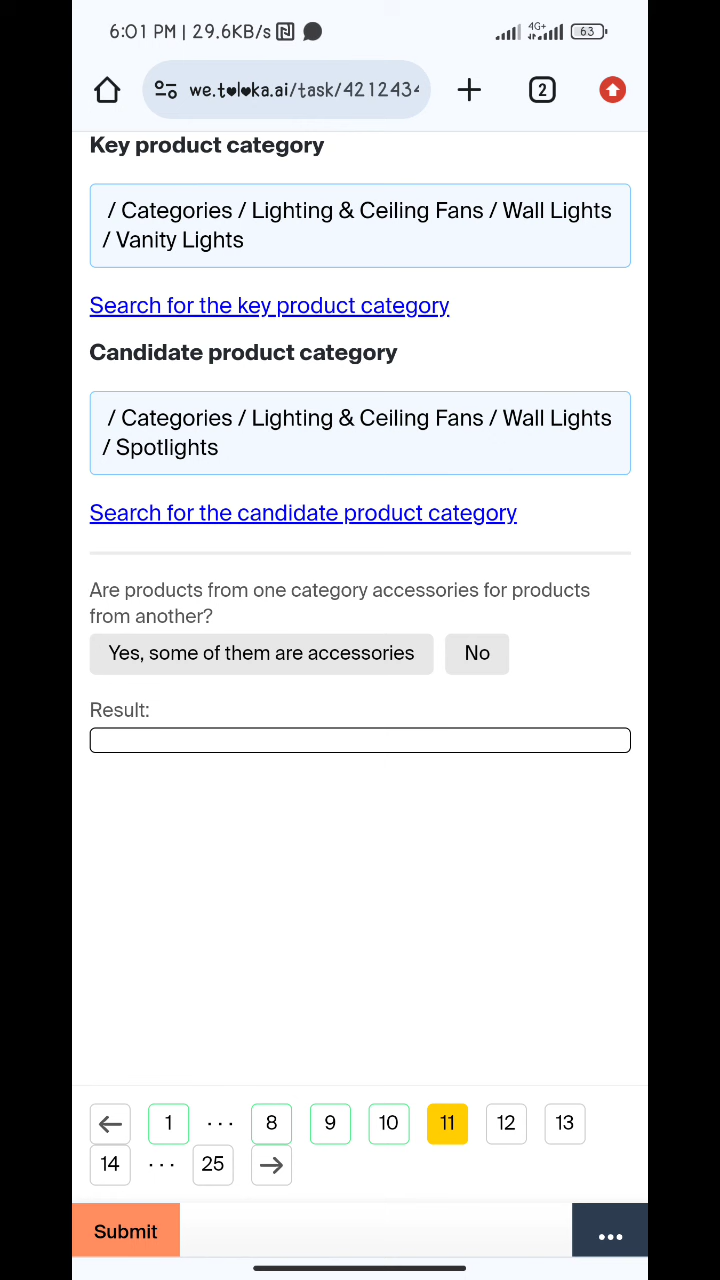 6:01 PM | 29.6KB/s
4G+
63
we.t♥l♥ka.ai/task/4212434
2
Key product category
/ Categories / Lighting & Ceiling Fans / Wall Lights
/ Vanity Lights
Search for the key product category
Candidate product category
/ Categories / Lighting & Ceiling Fans / Wall Lights
/ Spotlights
Search for the candidate product category
Are products from one category accessories for products
from another?
Yes, some of them are accessories No
Result:
← 1 ... 8 9 10 11 12 13
14 ... 25 →
Submit ...